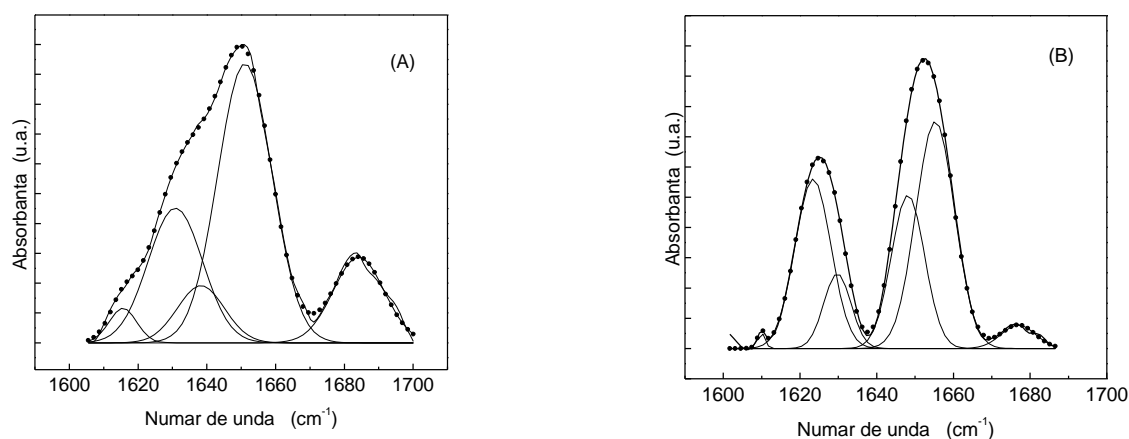 (A)
Absorbanta (u.a.)
1600 1620 1640 1660 1680 1700
Numar de unda (cm-1)
(B)
Absorbanta (u.a.)
1600 1620 1640 1660 1680 1700
Numar de unda (cm-1)